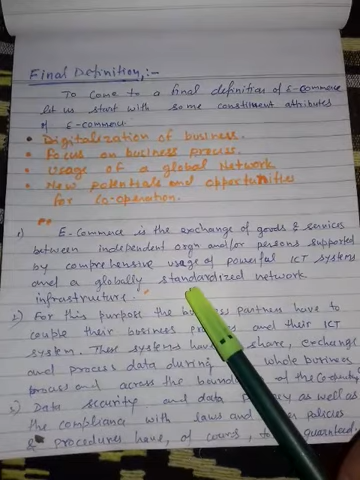 Final Definition,:-
To come to a final definition of E-commerce
let us start with some constituent attributes
of E-commerce.
• Digitalization of business.
• Focus on business process.
• Usage of a global Network
• New potentials and opportunities
for co-operation.
1) E-Commerce is the exchange of goods & services
between independent orgn and/or persons supported
by comprehensive usage of powerful ICT systems
and a globally standardized network
infrastructure.
2) For this purpose the business partners have to
couple their business and their ICT
system. These systems have share, exchange
and process data during whole business
process and across the of the
3) Data security and data as well as
the compliance with laws and policies
& procedures have, of course, guaranteed.